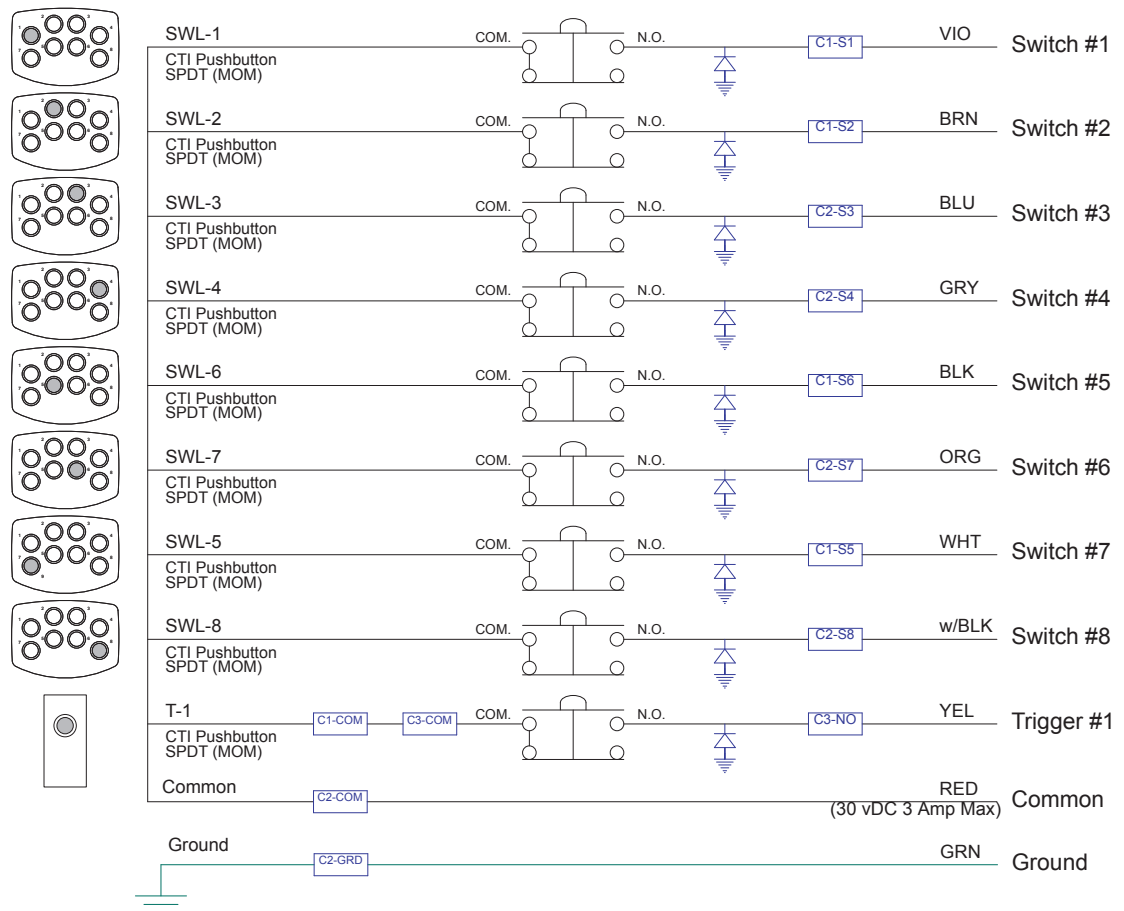 SWL-1 COM. N.O. C1-S1 VIO Switch #1
CTI Pushbutton
SPDT (MOM)
SWL-2 COM. N.O. C1-S2 BRN Switch #2
CTI Pushbutton
SPDT (MOM)
SWL-3 COM. N.O. C2-S3 BLU Switch #3
CTI Pushbutton
SPDT (MOM)
SWL-4 COM. N.O. C2-S4 GRY Switch #4
CTI Pushbutton
SPDT (MOM)
SWL-6 COM. N.O. C1-S6 BLK Switch #5
CTI Pushbutton
SPDT (MOM)
SWL-7 COM. N.O. C2-S7 ORG Switch #6
CTI Pushbutton
SPDT (MOM)
SWL-5 COM. N.O. C1-S5 WHT Switch #7
CTI Pushbutton
SPDT (MOM)
SWL-8 COM. N.O. C2-S8 w/BLK Switch #8
CTI Pushbutton
SPDT (MOM)
T-1 C1-COM C3-COM COM. N.O. C3-NO YEL Trigger #1
CTI Pushbutton
SPDT (MOM)
Common C2-COM RED Common
(30 vDC 3 Amp Max)
Ground C2-GRD GRN Ground